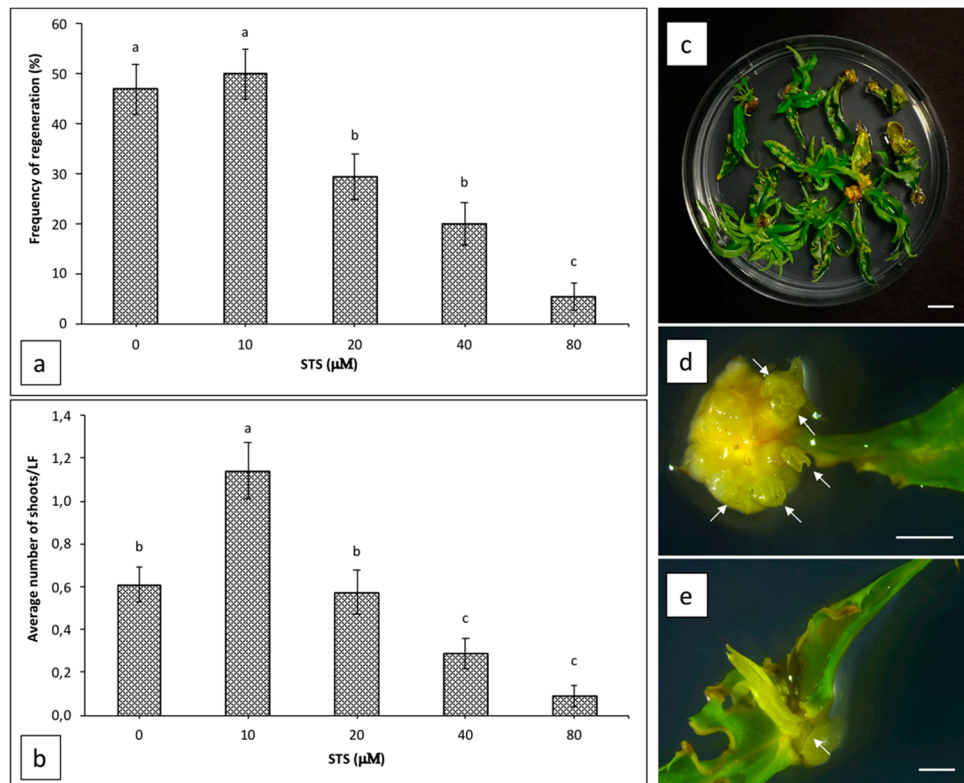 60
50
40
30
20
10
0
Frequency of regeneration (%)
a
a
b
b
c
0 10 20 40 80
STS (μM)
a
1,4
1,2
1,0
0,8
0,6
0,4
0,2
0,0
Average number of shoots/LF
b
a
b
c
c
0 10 20 40 80
STS (μM)
b
c
d
e